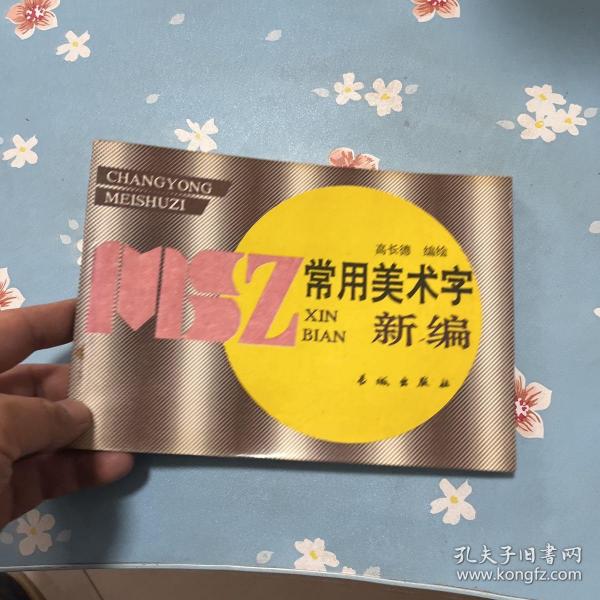 CHANGYONG
MEISHUZI
高长德 编绘
MSZ
常用美术字
XIN
BIAN
新编
长城出版社
孔夫子旧书网
www.kongfz.com